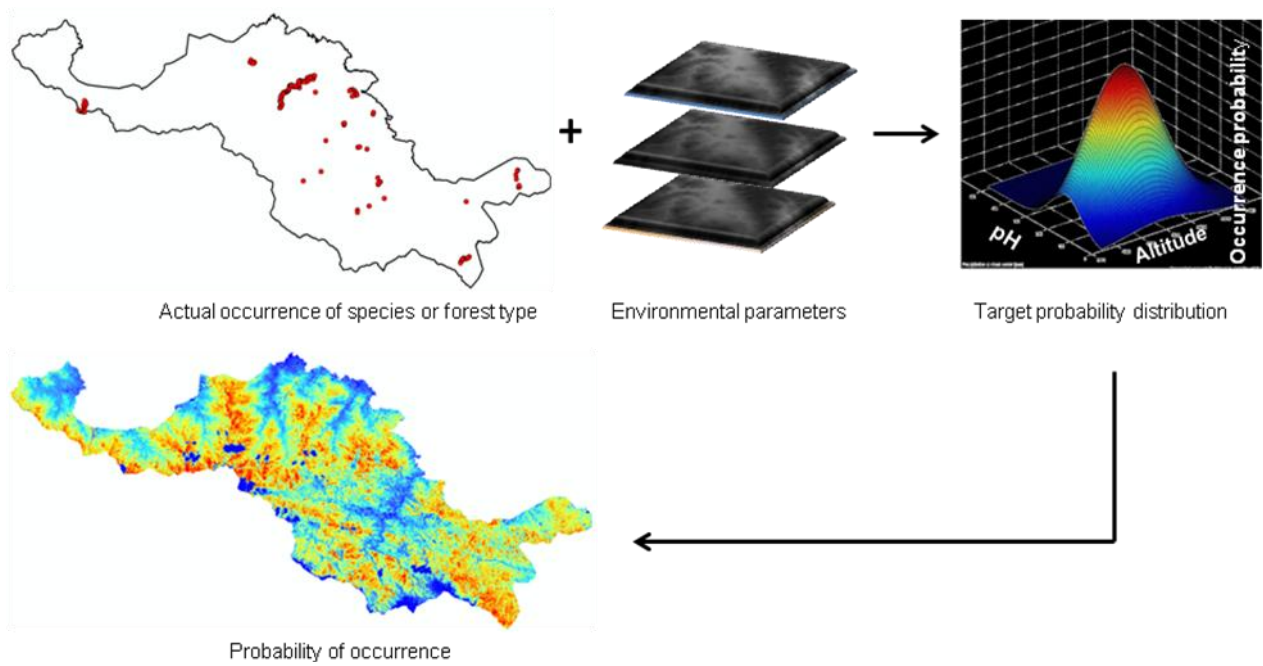 Actual occurrence of species or forest type
+
Environmental parameters
pH
Altitude
Occurrence probability
Target probability distribution
Probability of occurrence